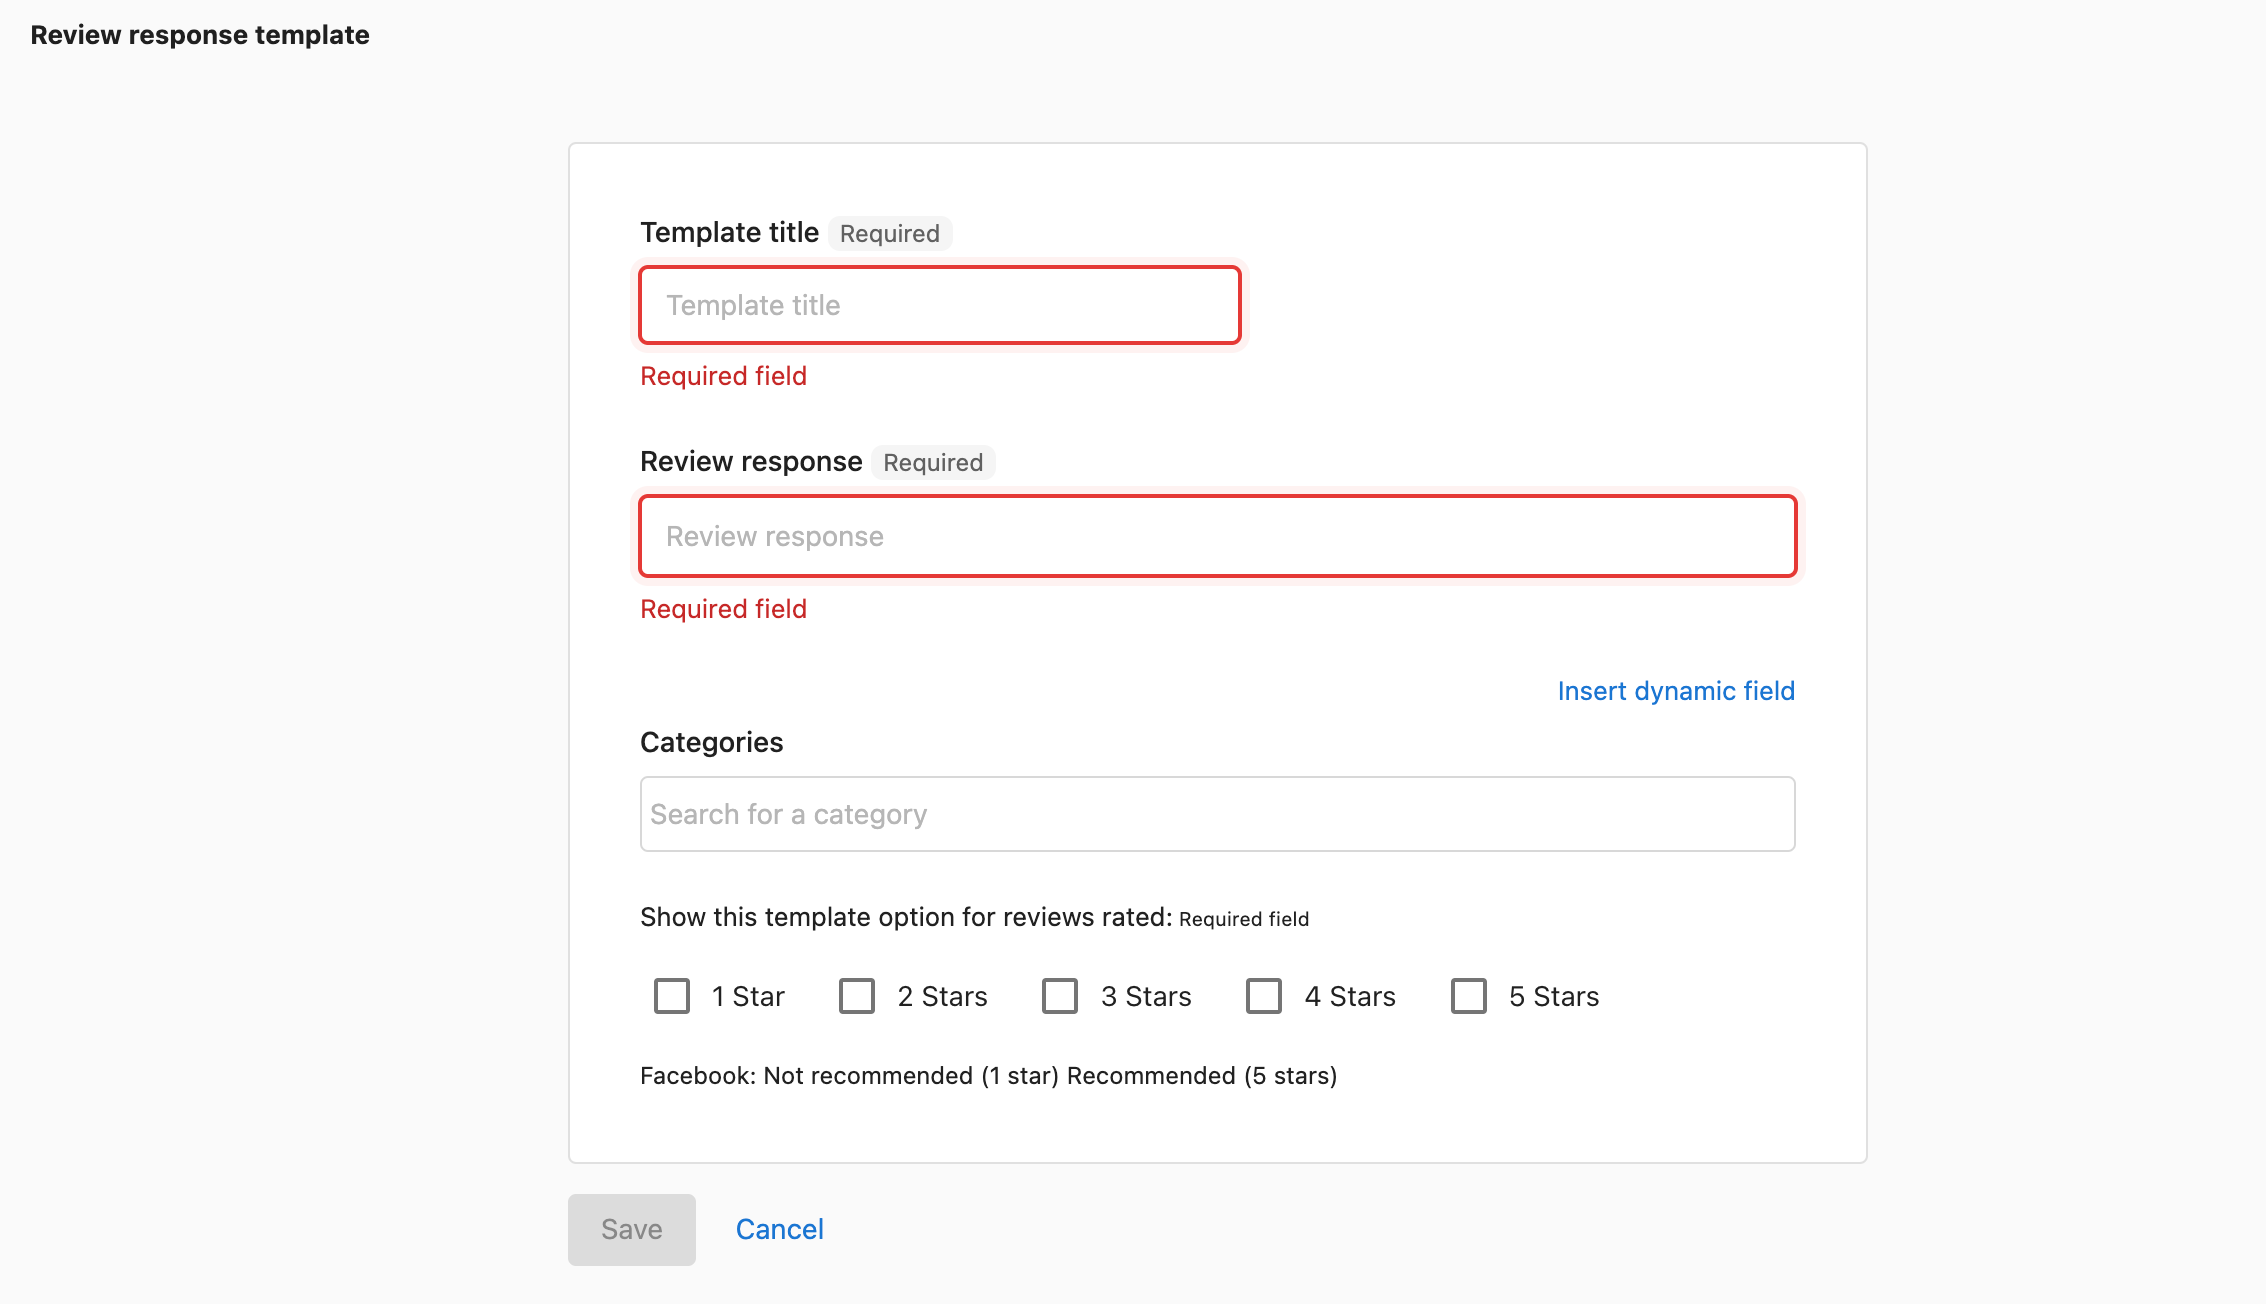 Review response template
Template title Required
Template title
Required field
Review response Required
Review response
Required field
Insert dynamic field
Categories
Search for a category
Show this template option for reviews rated: Required field
1 Star 2 Stars 3 Stars 4 Stars 5 Stars
Facebook: Not recommended (1 star) Recommended (5 stars)
Save Cancel